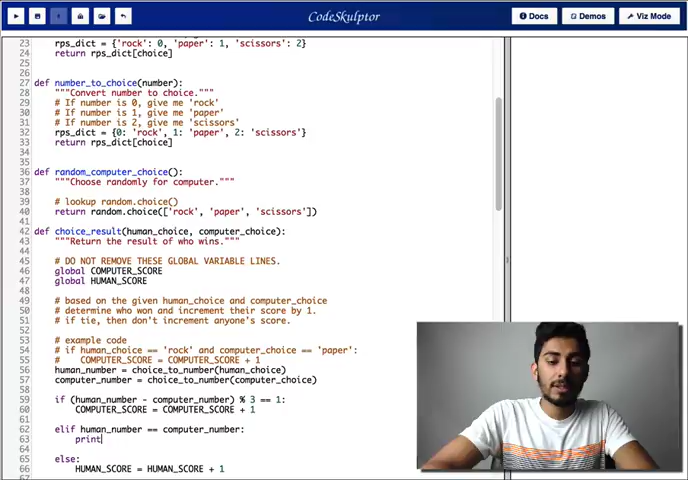 CodeSkulptor
Docs
Demos
Viz Mode
23 rps_dict = {'rock': 0, 'paper': 1, 'scissors': 2}
24 return rps_dict[choice]
25
26
27 def number_to_choice(number):
28 """Convert number to choice."""
29 # If number is 0, give me 'rock'
30 # If number is 1, give me 'paper'
31 # If number is 2, give me 'scissors'
32 rps_dict = {0: 'rock', 1: 'paper', 2: 'scissors'}
33 return rps_dict[choice]
34
35
36 def random_computer_choice():
37 """Choose randomly for computer."""
38
39 # lookup random.choice()
40 return random.choice(['rock', 'paper', 'scissors'])
41
42 def choice_result(human_choice, computer_choice):
43 """Return the result of who wins."""
44
45 # DO NOT REMOVE THESE GLOBAL VARIABLE LINES.
46 global COMPUTER_SCORE
47 global HUMAN_SCORE
48
49 # based on the given human_choice and computer_choice
50 # determine who won and increment their score by 1.
51 # if tie, then don't increment anyone's score.
52
53 # example code
54 # if human_choice == 'rock' and computer_choice == 'paper':
55 # COMPUTER_SCORE = COMPUTER_SCORE + 1
56 human_number = choice_to_number(human_choice)
57 computer_number = choice_to_number(computer_choice)
58
59 if (human_number - computer_number) % 3 == 1:
60 COMPUTER_SCORE = COMPUTER_SCORE + 1
61
62 elif human_number == computer_number:
63 print
64
65 else:
66 HUMAN_SCORE = HUMAN_SCORE + 1
67